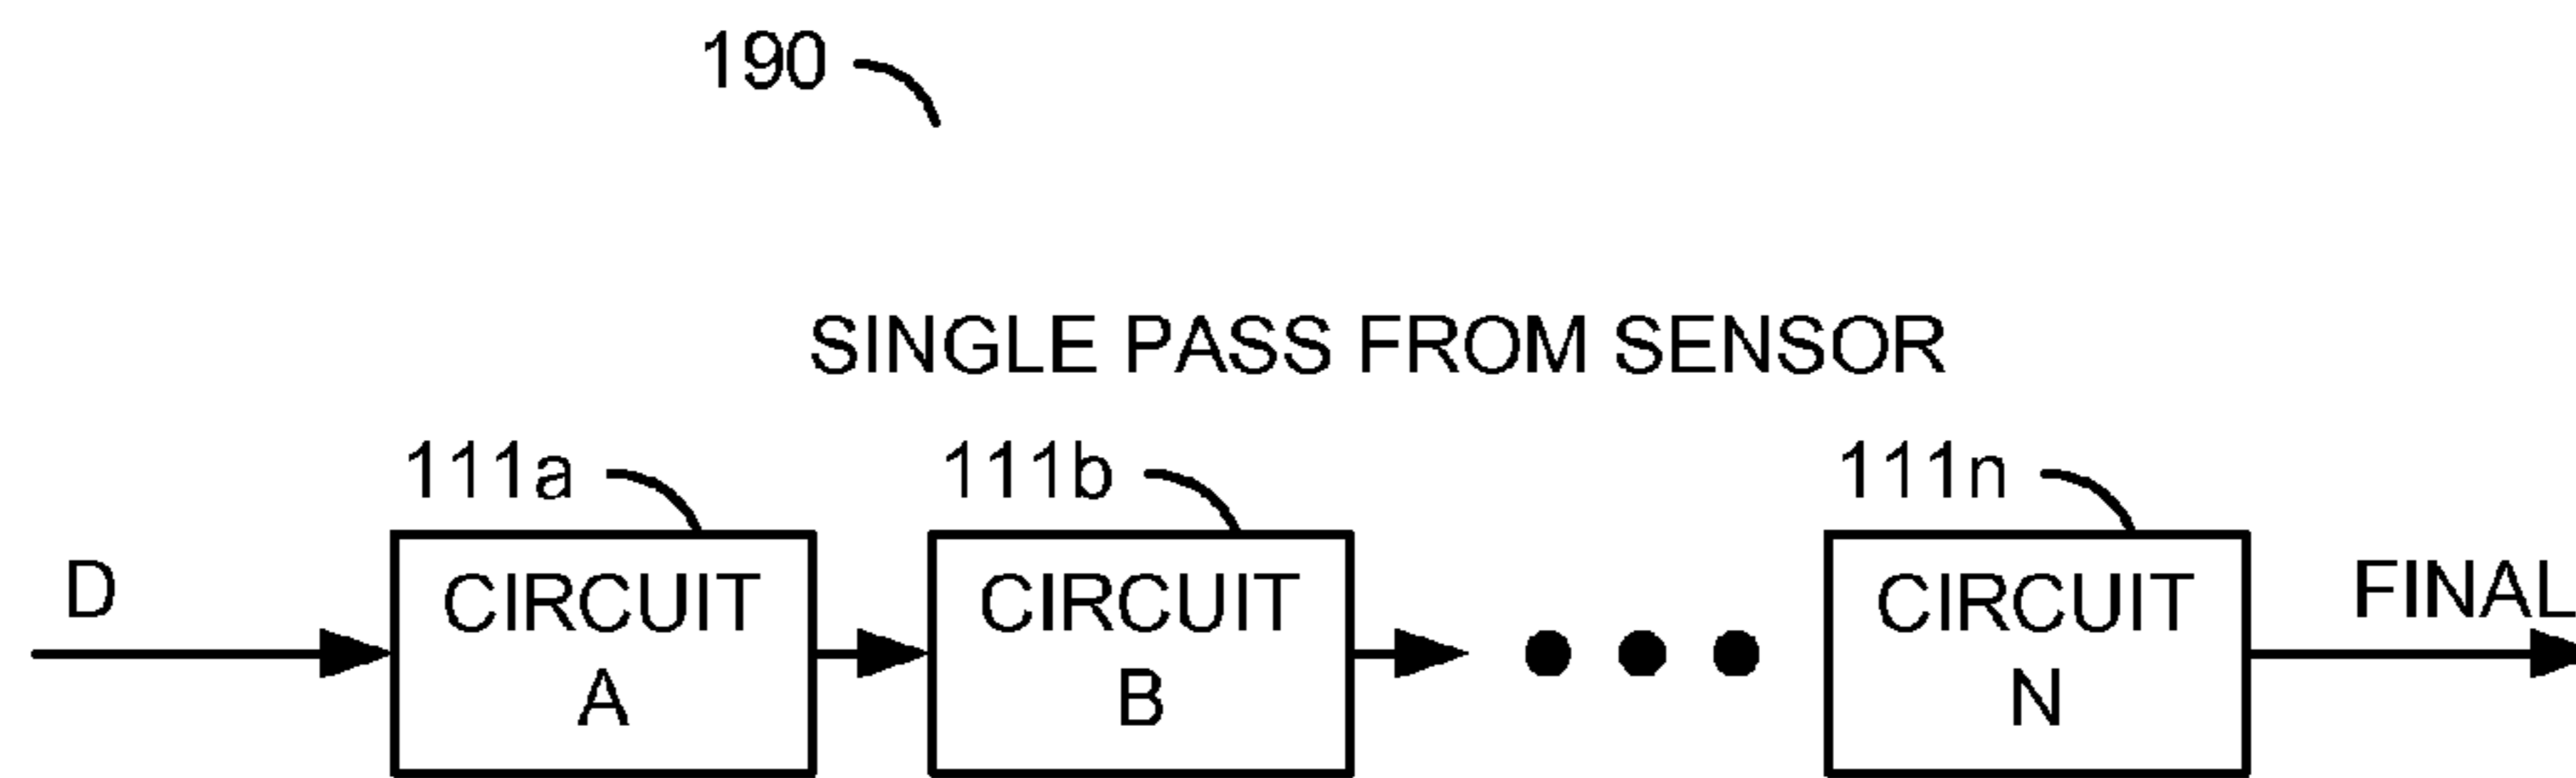 190
SINGLE PASS FROM SENSOR
111a
111b
111n
D
CIRCUIT
A
CIRCUIT
B
CIRCUIT
N
FINAL